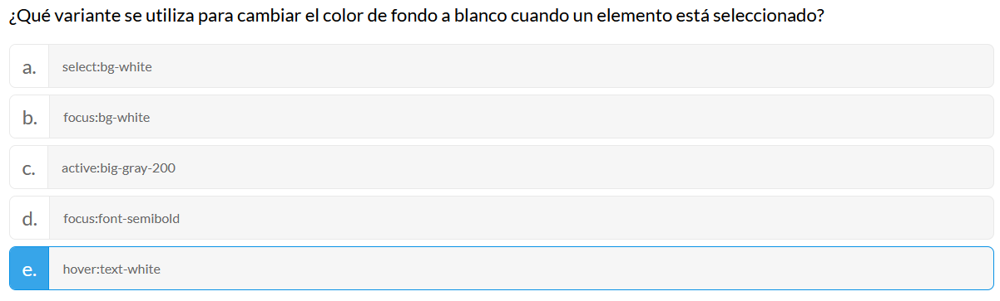 ¿Qué variante se utiliza para cambiar el color de fondo a blanco cuando un elemento está seleccionado?
a. select:bg-white
b. focus:bg-white
c. active:big-gray-200
d. focus:font-semibold
e. hover:text-white